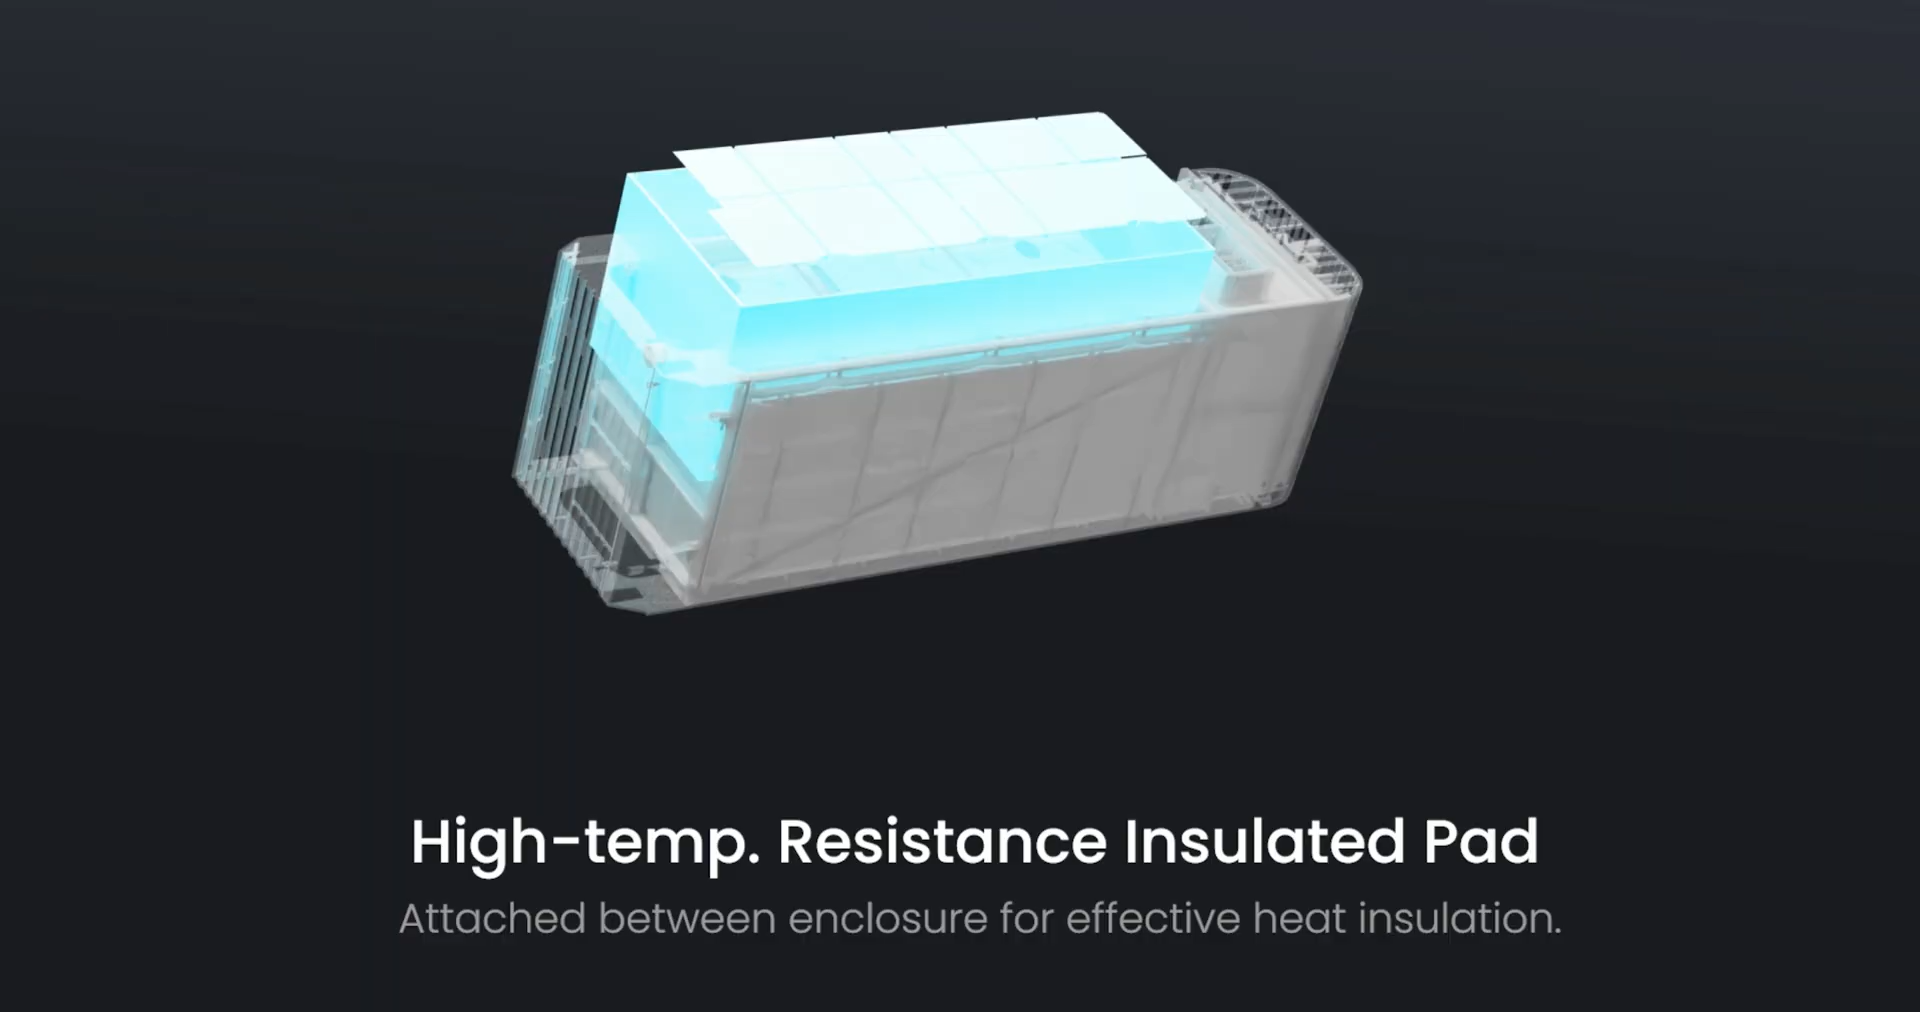 High-temp. Resistance Insulated Pad
Attached between enclosure for effective heat insulation.